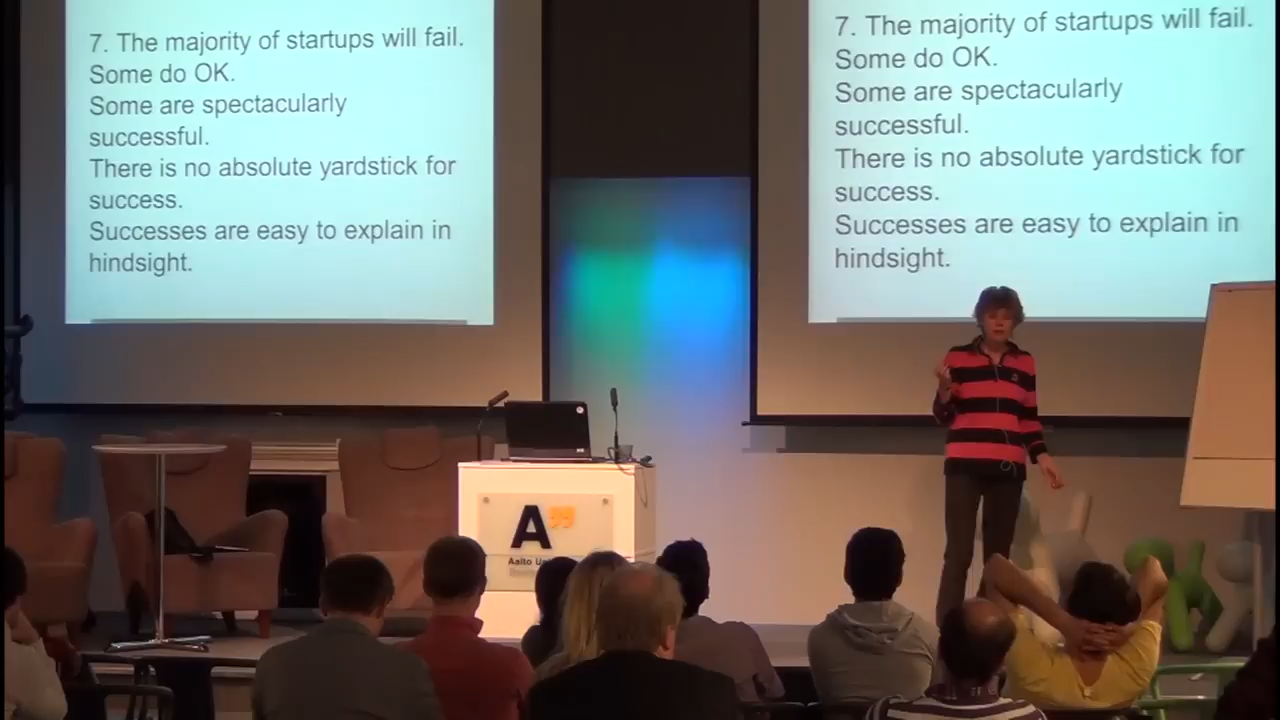 7. The majority of startups will fail.
Some do OK.
Some are spectacularly
successful.
There is no absolute yardstick for
success.
Successes are easy to explain in
hindsight.
7. The majority of startups will fail.
Some do OK.
Some are spectacularly
successful.
There is no absolute yardstick for
success.
Successes are easy to explain in
hindsight.
A"
Aalto